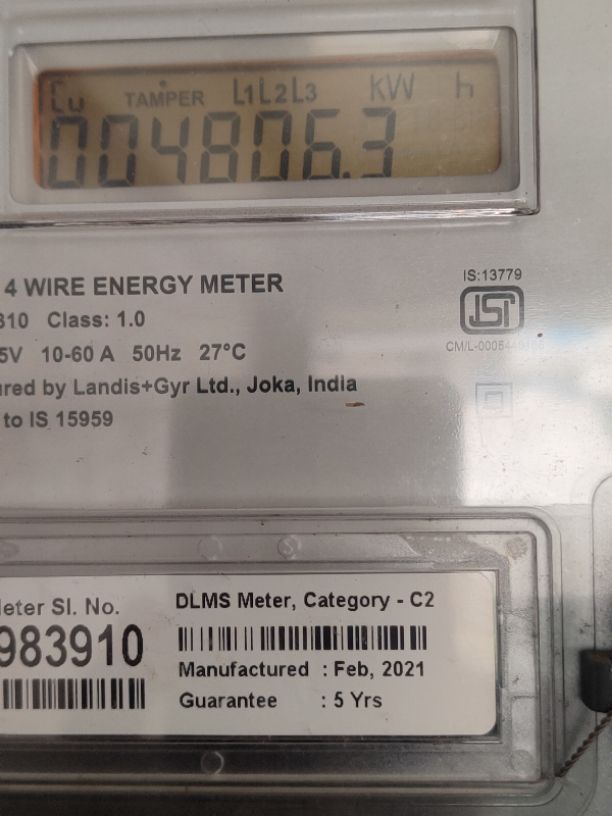 Cu TAMPER L1L2L3 KW h
004806.3
4 WIRE ENERGY METER
310 Class: 1.0
5V 10-60 A 50Hz 27°C
ured by Landis+Gyr Ltd., Joka, India
to IS 15959
IS:13779
ISI
Meter Sl. No.
983910
DLMS Meter, Category - C2
Manufactured : Feb, 2021
Guarantee : 5 Yrs